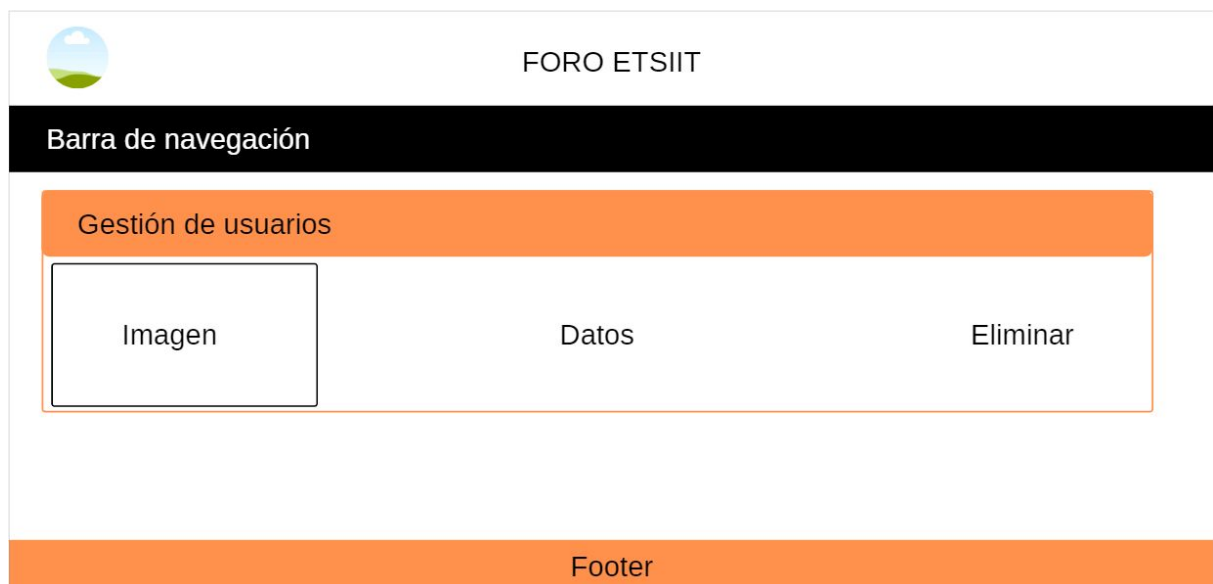 FORO ETSIIT
Barra de navegación
Gestión de usuarios
Imagen
Datos
Eliminar
Footer